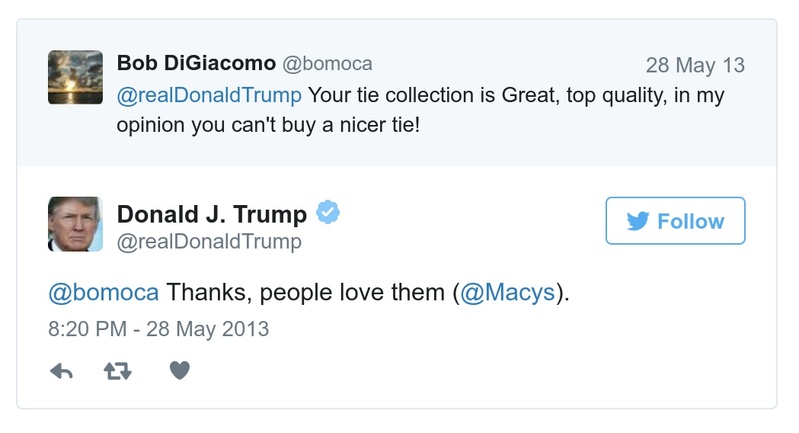 Bob DiGiacomo @bomoca 28 May 13
@realDonaldTrump Your tie collection is Great, top quality, in my
opinion you can't buy a nicer tie!
Donald J. Trump
Follow
@realDonaldTrump
@bomoca Thanks, people love them (@Macys).
8:20 PM - 28 May 2013